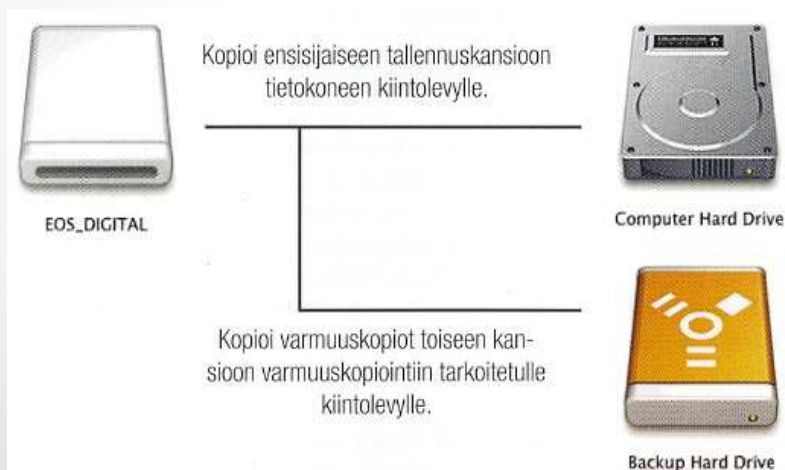 Kopioi ensisijaiseen tallennuskansioon
tietokoneen kiintolevylle.
EOS_DIGITAL
Computer Hard Drive
Kopioi varmuuskopiot toiseen kan-
sioon varmuuskopiointiin tarkoitetulle
kiintolevylle.
Backup Hard Drive